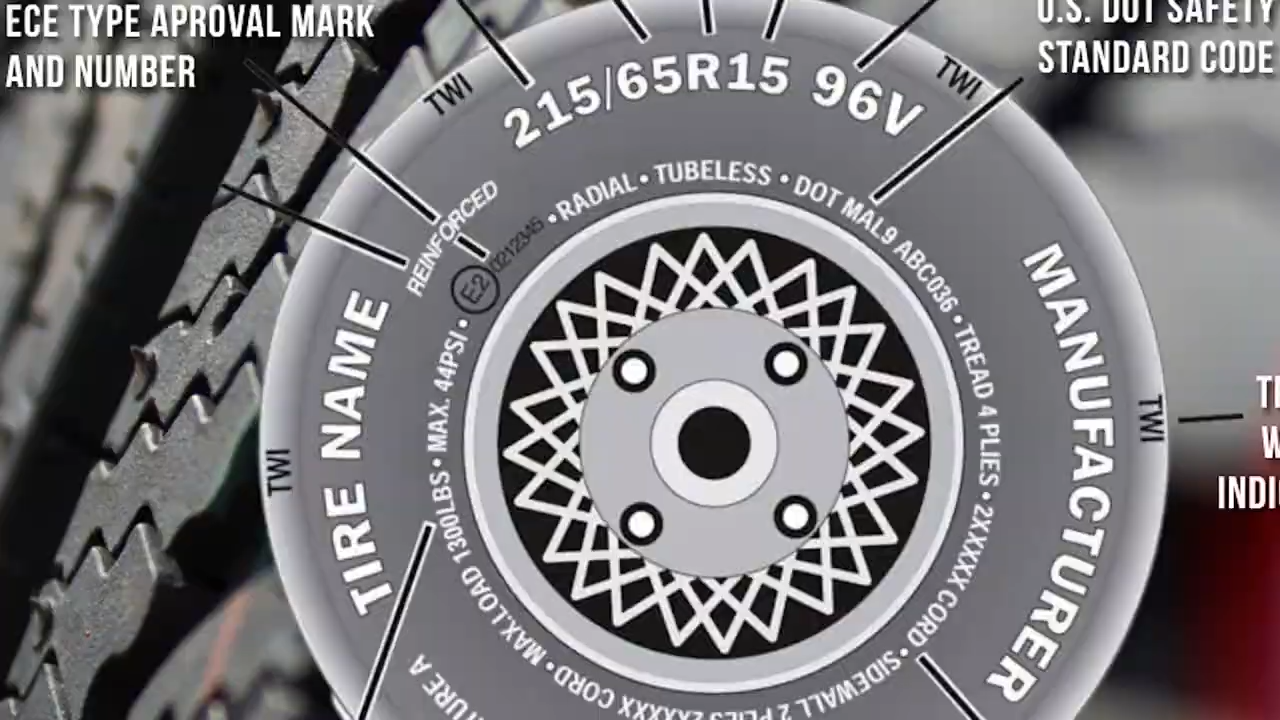 ECE TYPE APROVAL MARK
AND NUMBER
U.S. DOT SAFETY
STANDARD CODE
215/65R15 96V
TWI
TWI
TWI
TWI
REINFORCED
E2 0212345
• RADIAL • TUBELESS • DOT MAL9 ABC036 • TREAD 4 PLIES • 2XXXXX CORD • SIDEWALL 2 PLIES 2XXXXX CORD • MAX.LOAD 1300LBS • MAX. 44PSI •
TIRE NAME
MANUFACTURER